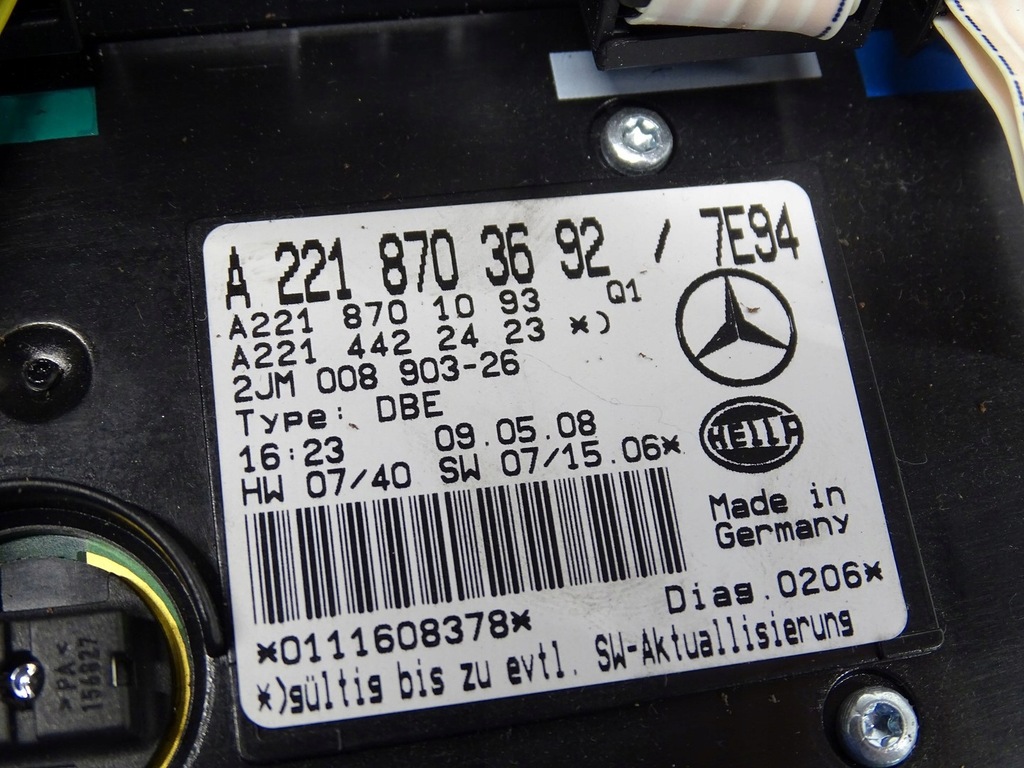 A 221 870 36 92 / 7E94
A221 870 10 93 Q1
A221 442 24 23 *)
2JM 008 903-26
Type: DBE
16:23 09.05.08
HW 07/40 SW 07/15.06*
HELLA
Made in
Germany
Diag.0206*
*0111608378*
*)gültig bis zu evtl. SW-Aktuallisierung
>PA<
156827